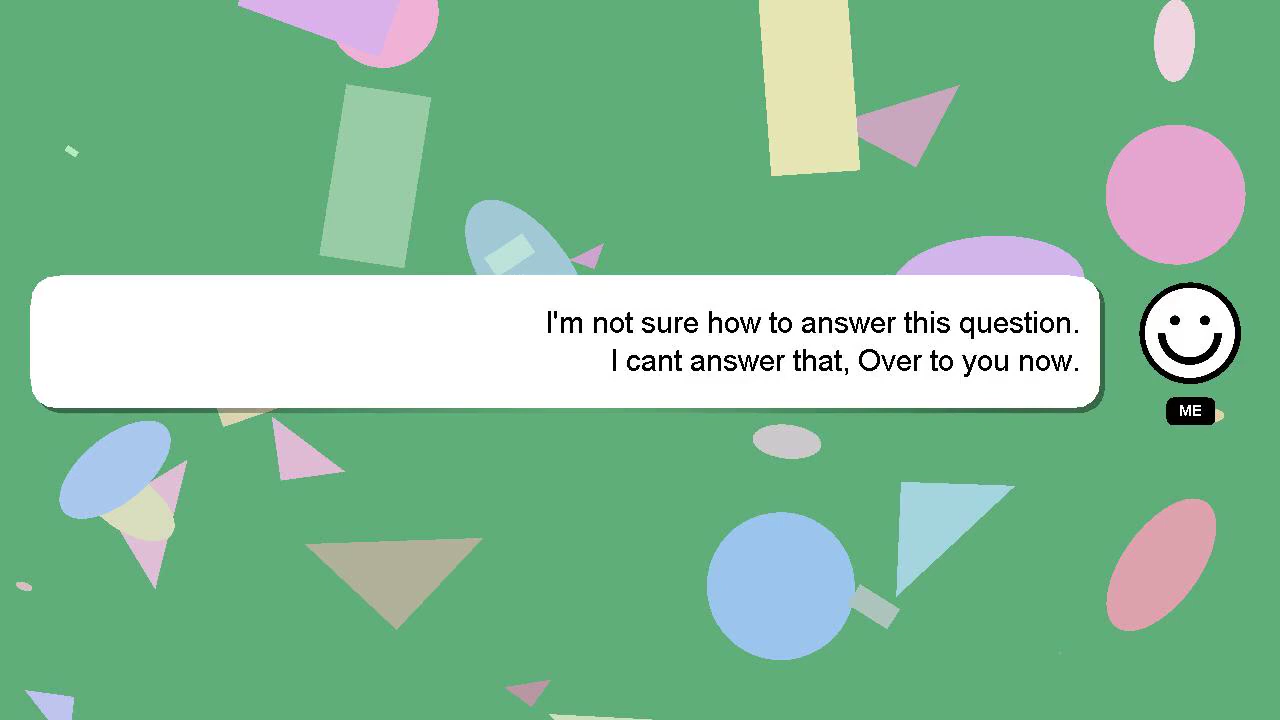 I'm not sure how to answer this question.
I cant answer that, Over to you now.
ME